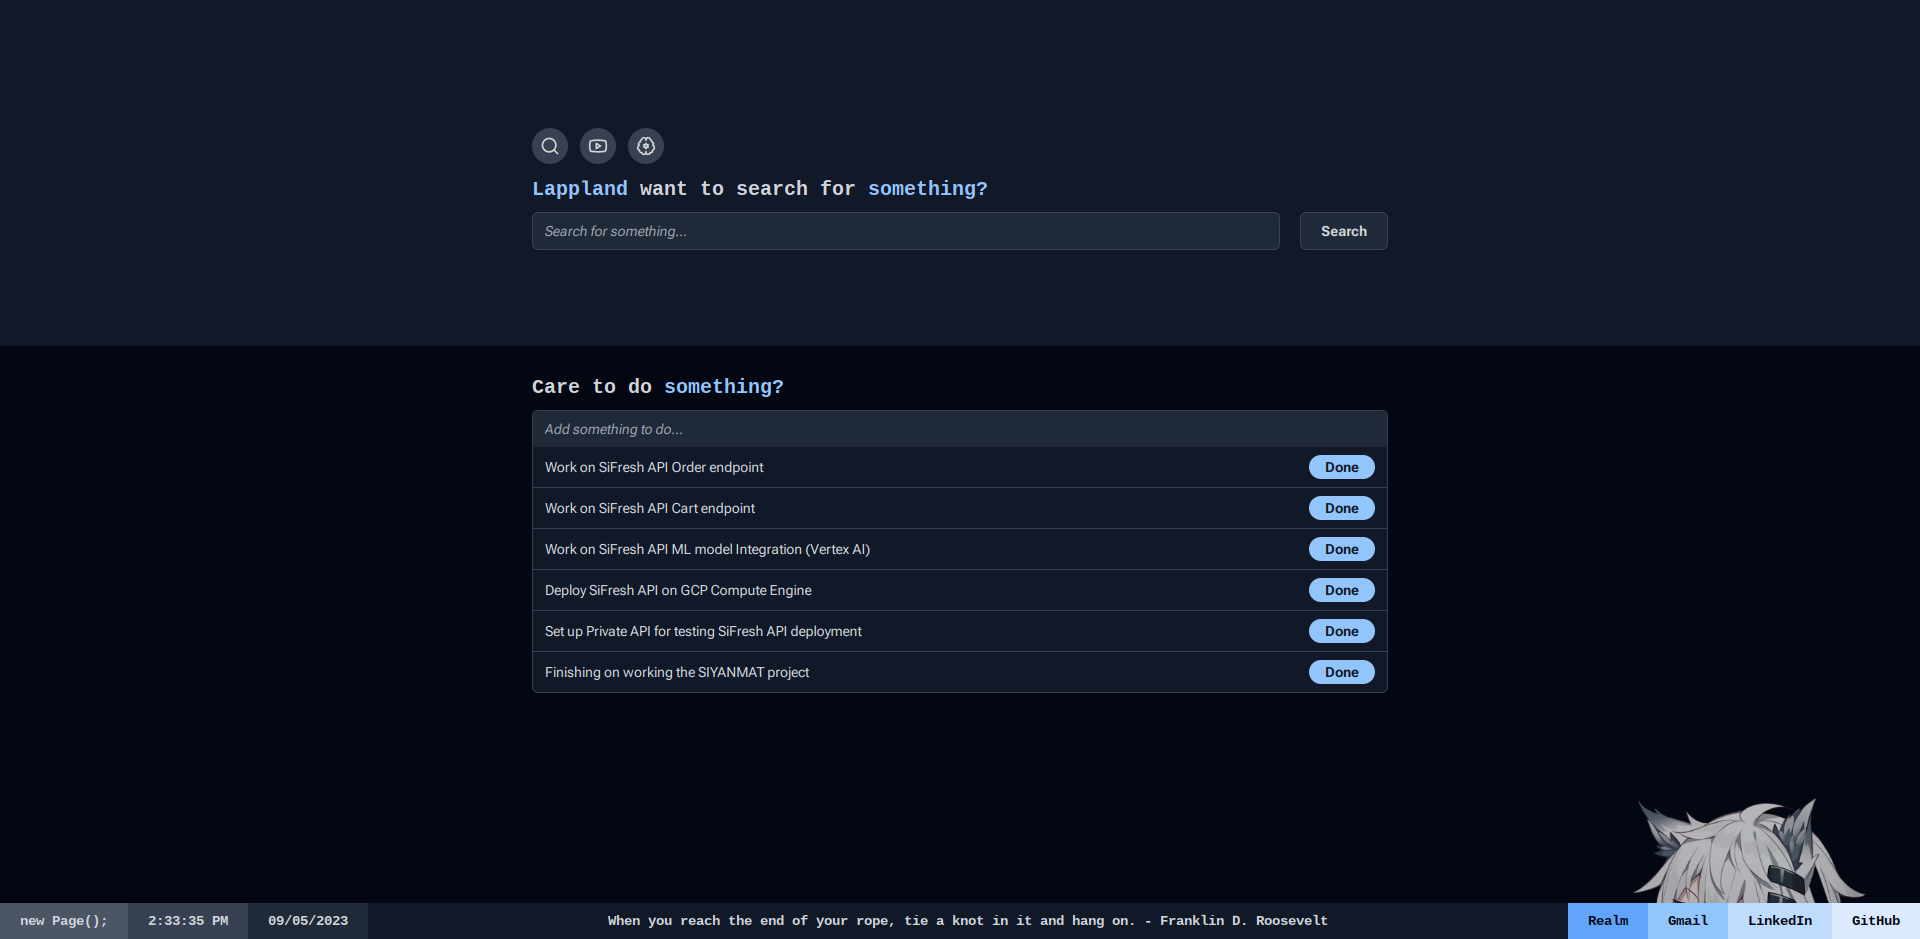 Lappland want to search for something?
Search for something...
Search
Care to do something?
Add something to do...
Work on SiFresh API Order endpoint
Done
Work on SiFresh API Cart endpoint
Done
Work on SiFresh API ML model Integration (Vertex AI)
Done
Deploy SiFresh API on GCP Compute Engine
Done
Set up Private API for testing SiFresh API deployment
Done
Finishing on working the SIYANMAT project
Done
new Page();
2:33:35 PM
09/05/2023
When you reach the end of your rope, tie a knot in it and hang on. - Franklin D. Roosevelt
Realm
Gmail
LinkedIn
GitHub